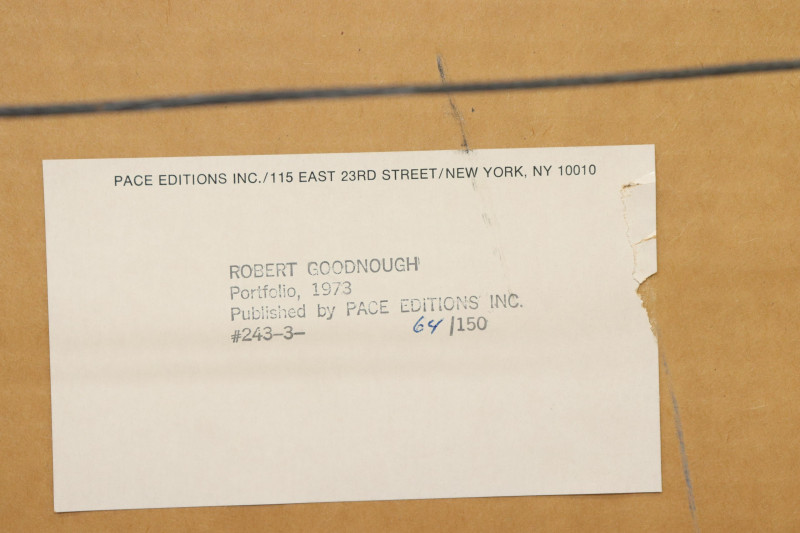 PACE EDITIONS INC./115 EAST 23RD STREET/NEW YORK, NY 10010
ROBERT GOODNOUGH
Portfolio, 1973
Published by PACE EDITIONS INC.
#243-3- 64/150